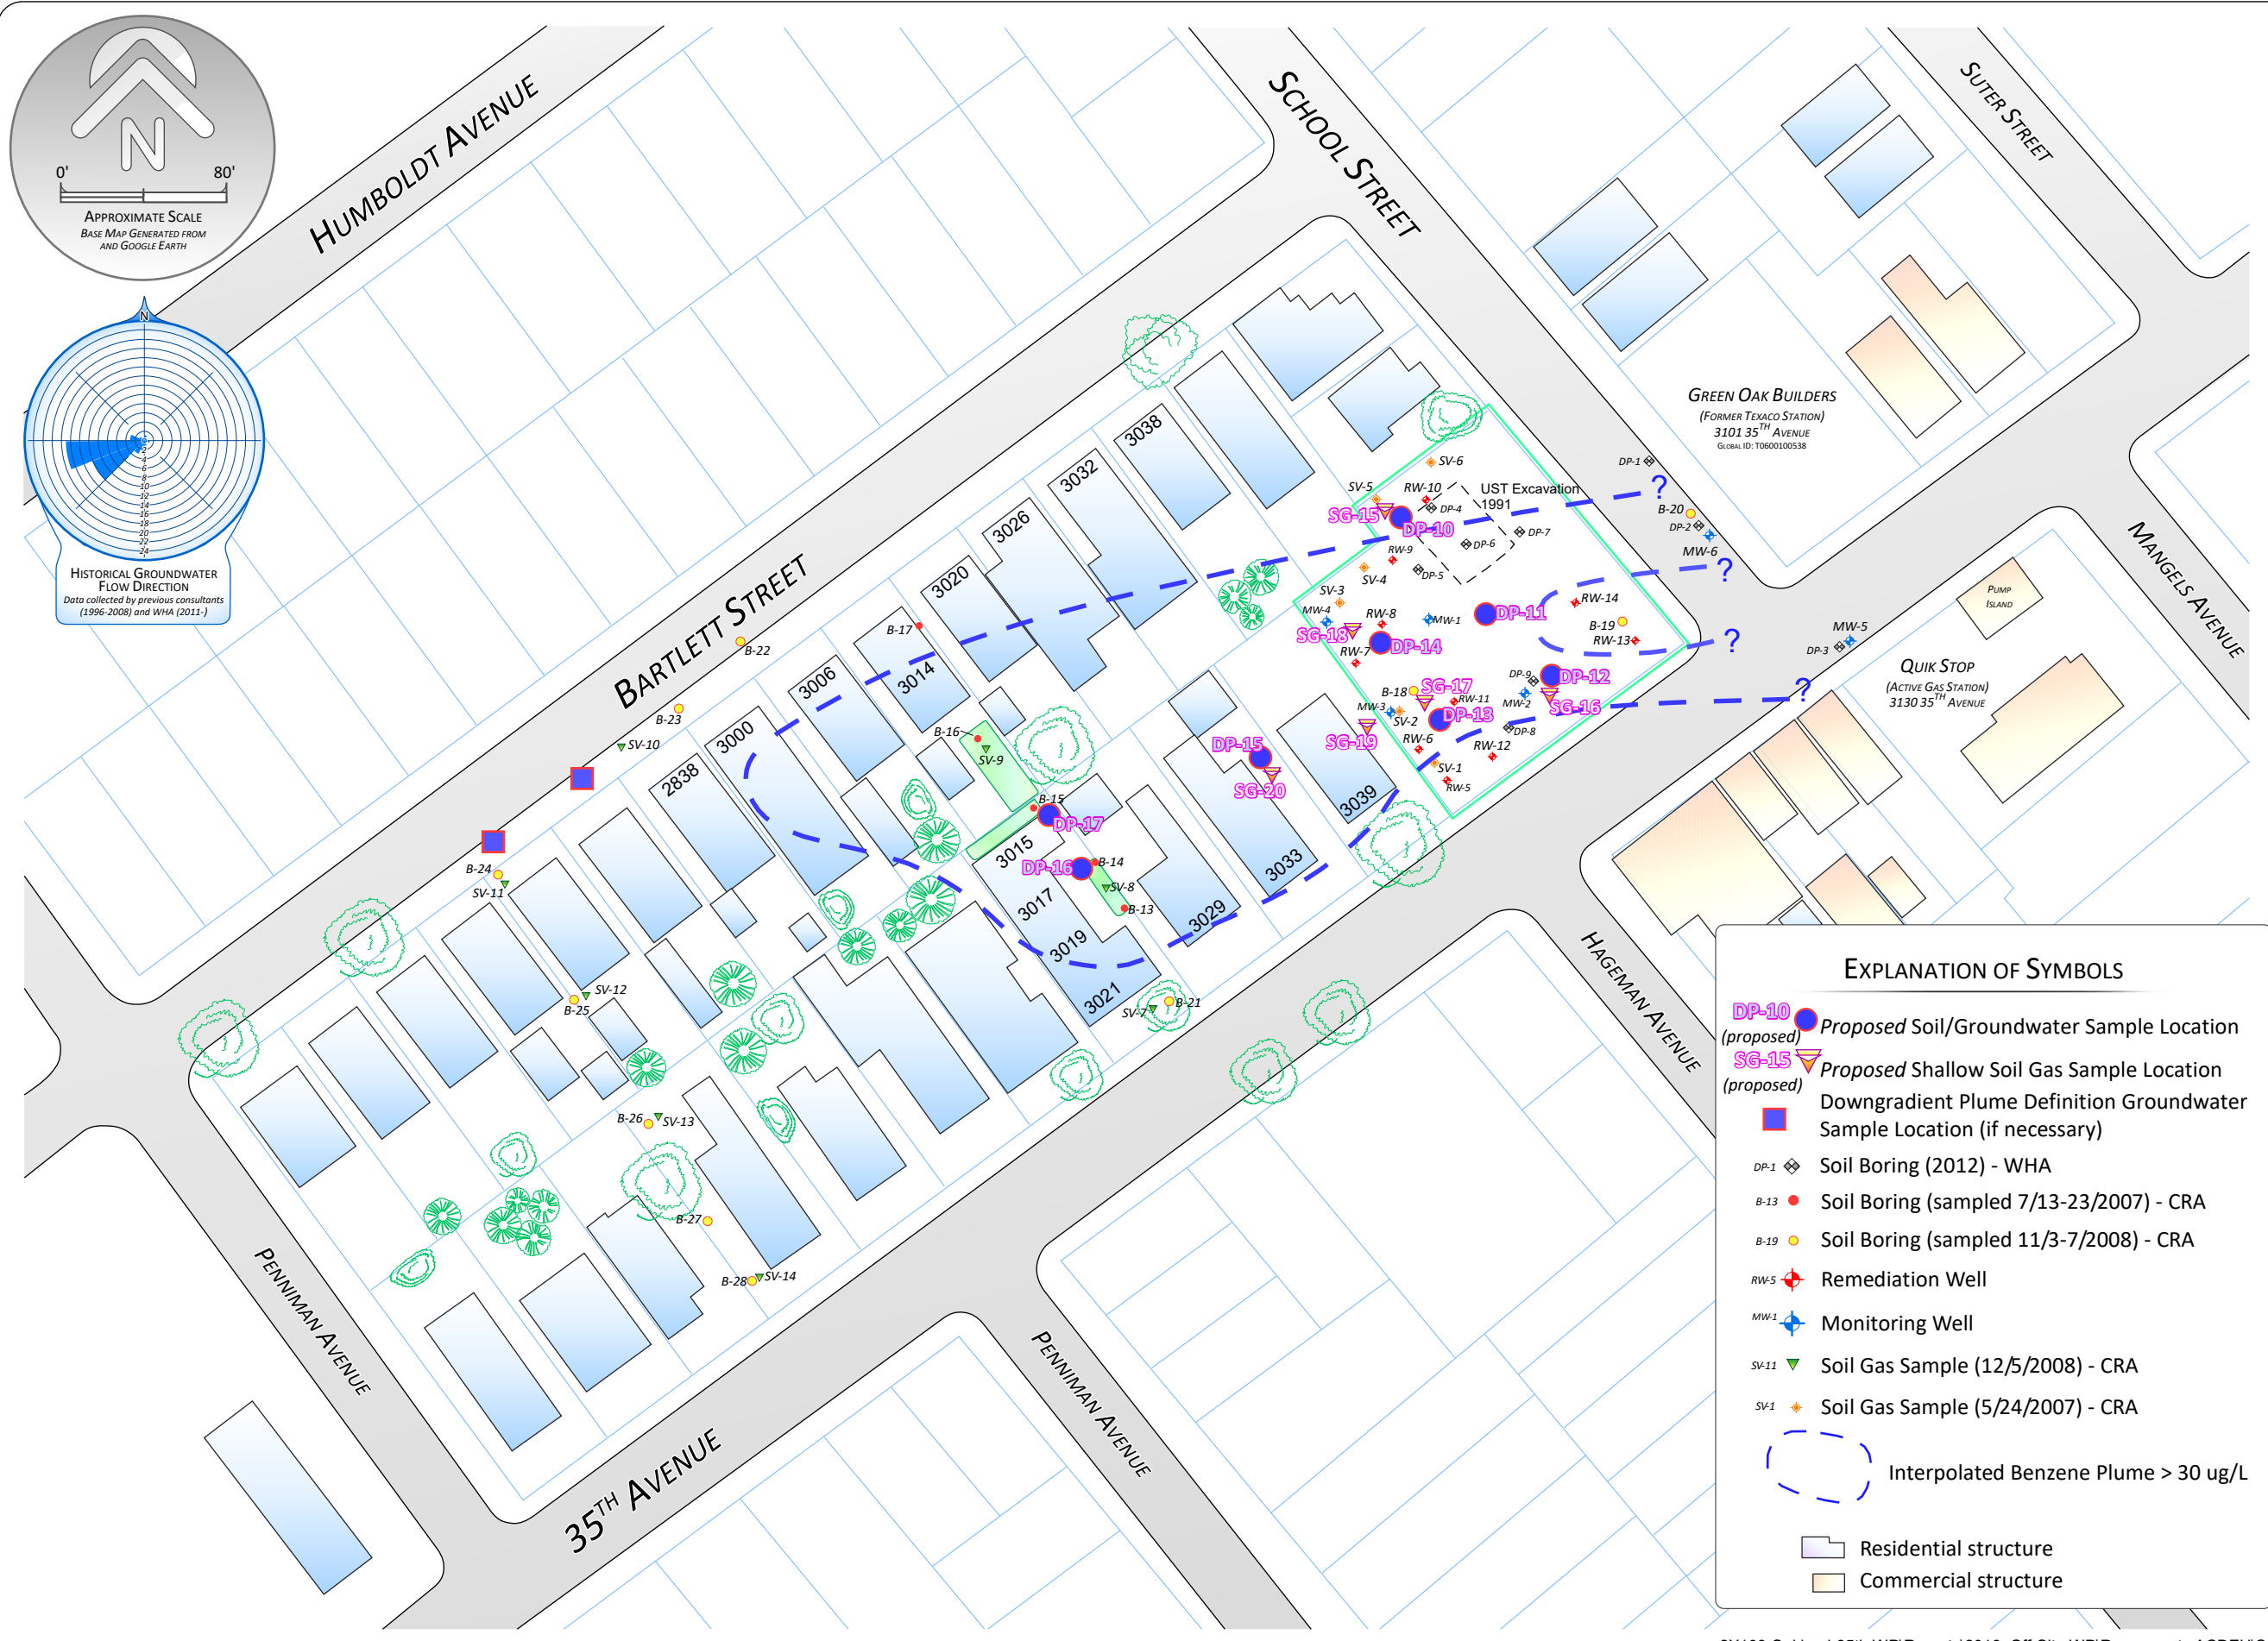 N
0' 80'
APPROXIMATE SCALE
BASE MAP GENERATED FROM
AND GOOGLE EARTH
N
2
4
6
8
10
12
14
16
18
20
22
24
HISTORICAL GROUNDWATER
FLOW DIRECTION
Data collected by previous consultants
(1996-2008) and WHA (2011-)
HUMBOLDT AVENUE
SCHOOL STREET
SUTER STREET
BARTLETT STREET
MANGELS AVENUE
HAGEMAN AVENUE
PENNIMAN AVENUE
PENNIMAN AVENUE
35TH AVENUE
GREEN OAK BUILDERS
(FORMER TEXACO STATION)
3101 35TH AVENUE
GLOBAL ID: T0600100538
PUMP
ISLAND
QUIK STOP
(ACTIVE GAS STATION)
3130 35TH AVENUE
UST Excavation
1991
3038
3032
3026
3020
3014
3006
3000
2838
3015
3017
3019
3021
3029
3033
3039
SV-6
SV-5
RW-10
DP-4
SG-15
DP-10
DP-7
DP-6
RW-9
DP-5
SV-4
SV-3
MW-4
RW-8
MW-1
DP-11
SG-18
DP-14
RW-7
RW-14
B-19
RW-13
DP-9
DP-12
MW-2
SG-16
B-18
SG-17
RW-11
MW-3
SV-2
DP-13
SG-19
RW-6
DP-8
RW-12
SV-1
RW-5
DP-1
B-20
DP-2
MW-6
MW-5
DP-3
?
?
?
?
DP-15
SG-20
B-17
B-16
SV-9
B-15
DP-17
DP-16
B-14
SV-8
B-13
B-21
SV-7
B-22
B-23
SV-10
B-24
SV-11
SV-12
B-25
B-26
SV-13
B-27
B-28
SV-14
EXPLANATION OF SYMBOLS
DP-10
(proposed)
Proposed Soil/Groundwater Sample Location
SG-15
(proposed)
Proposed Shallow Soil Gas Sample Location
Downgradient Plume Definition Groundwater
Sample Location (if necessary)
DP-1 Soil Boring (2012) - WHA
B-13 Soil Boring (sampled 7/13-23/2007) - CRA
B-19 Soil Boring (sampled 11/3-7/2008) - CRA
RW-5 Remediation Well
MW-1 Monitoring Well
SV-11 Soil Gas Sample (12/5/2008) - CRA
SV-1 Soil Gas Sample (5/24/2007) - CRA
Interpolated Benzene Plume > 30 ug/L
Residential structure
Commercial structure